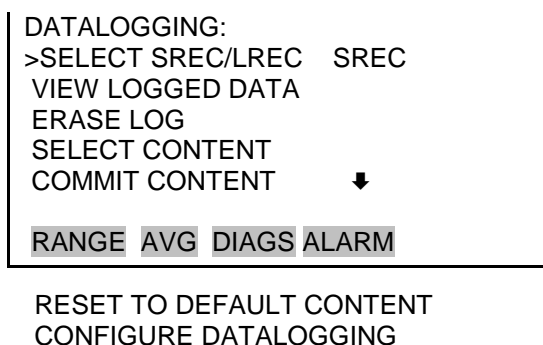 DATALOGGING:
>SELECT SREC/LREC SREC
VIEW LOGGED DATA
ERASE LOG
SELECT CONTENT
COMMIT CONTENT 🡇
RANGE AVG DIAGS ALARM
RESET TO DEFAULT CONTENT
CONFIGURE DATALOGGING